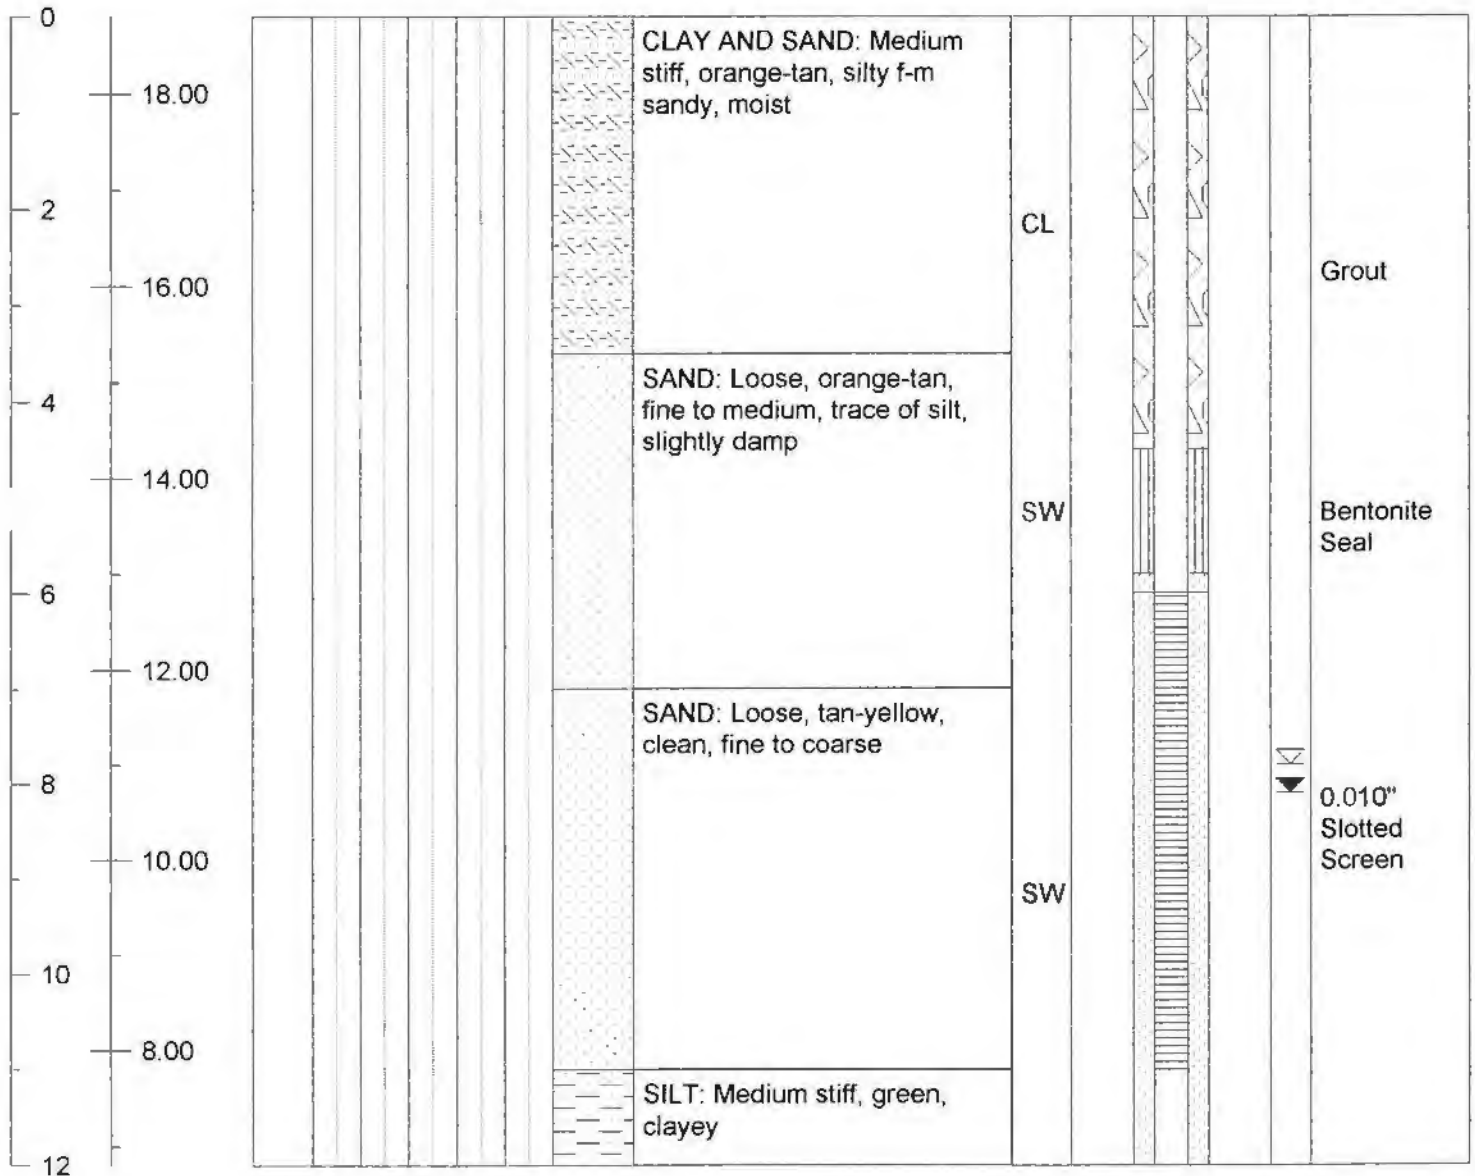 0
2
4
6
8
10
12
18.00
16.00
14.00
12.00
10.00
8.00
CLAY AND SAND: Medium
stiff, orange-tan, silty f-m
sandy, moist
SAND: Loose, orange-tan,
fine to medium, trace of silt,
slightly damp
SAND: Loose, tan-yellow,
clean, fine to coarse
SILT: Medium stiff, green,
clayey
CL
SW
SW
Grout
Bentonite
Seal
0.010"
Slotted
Screen